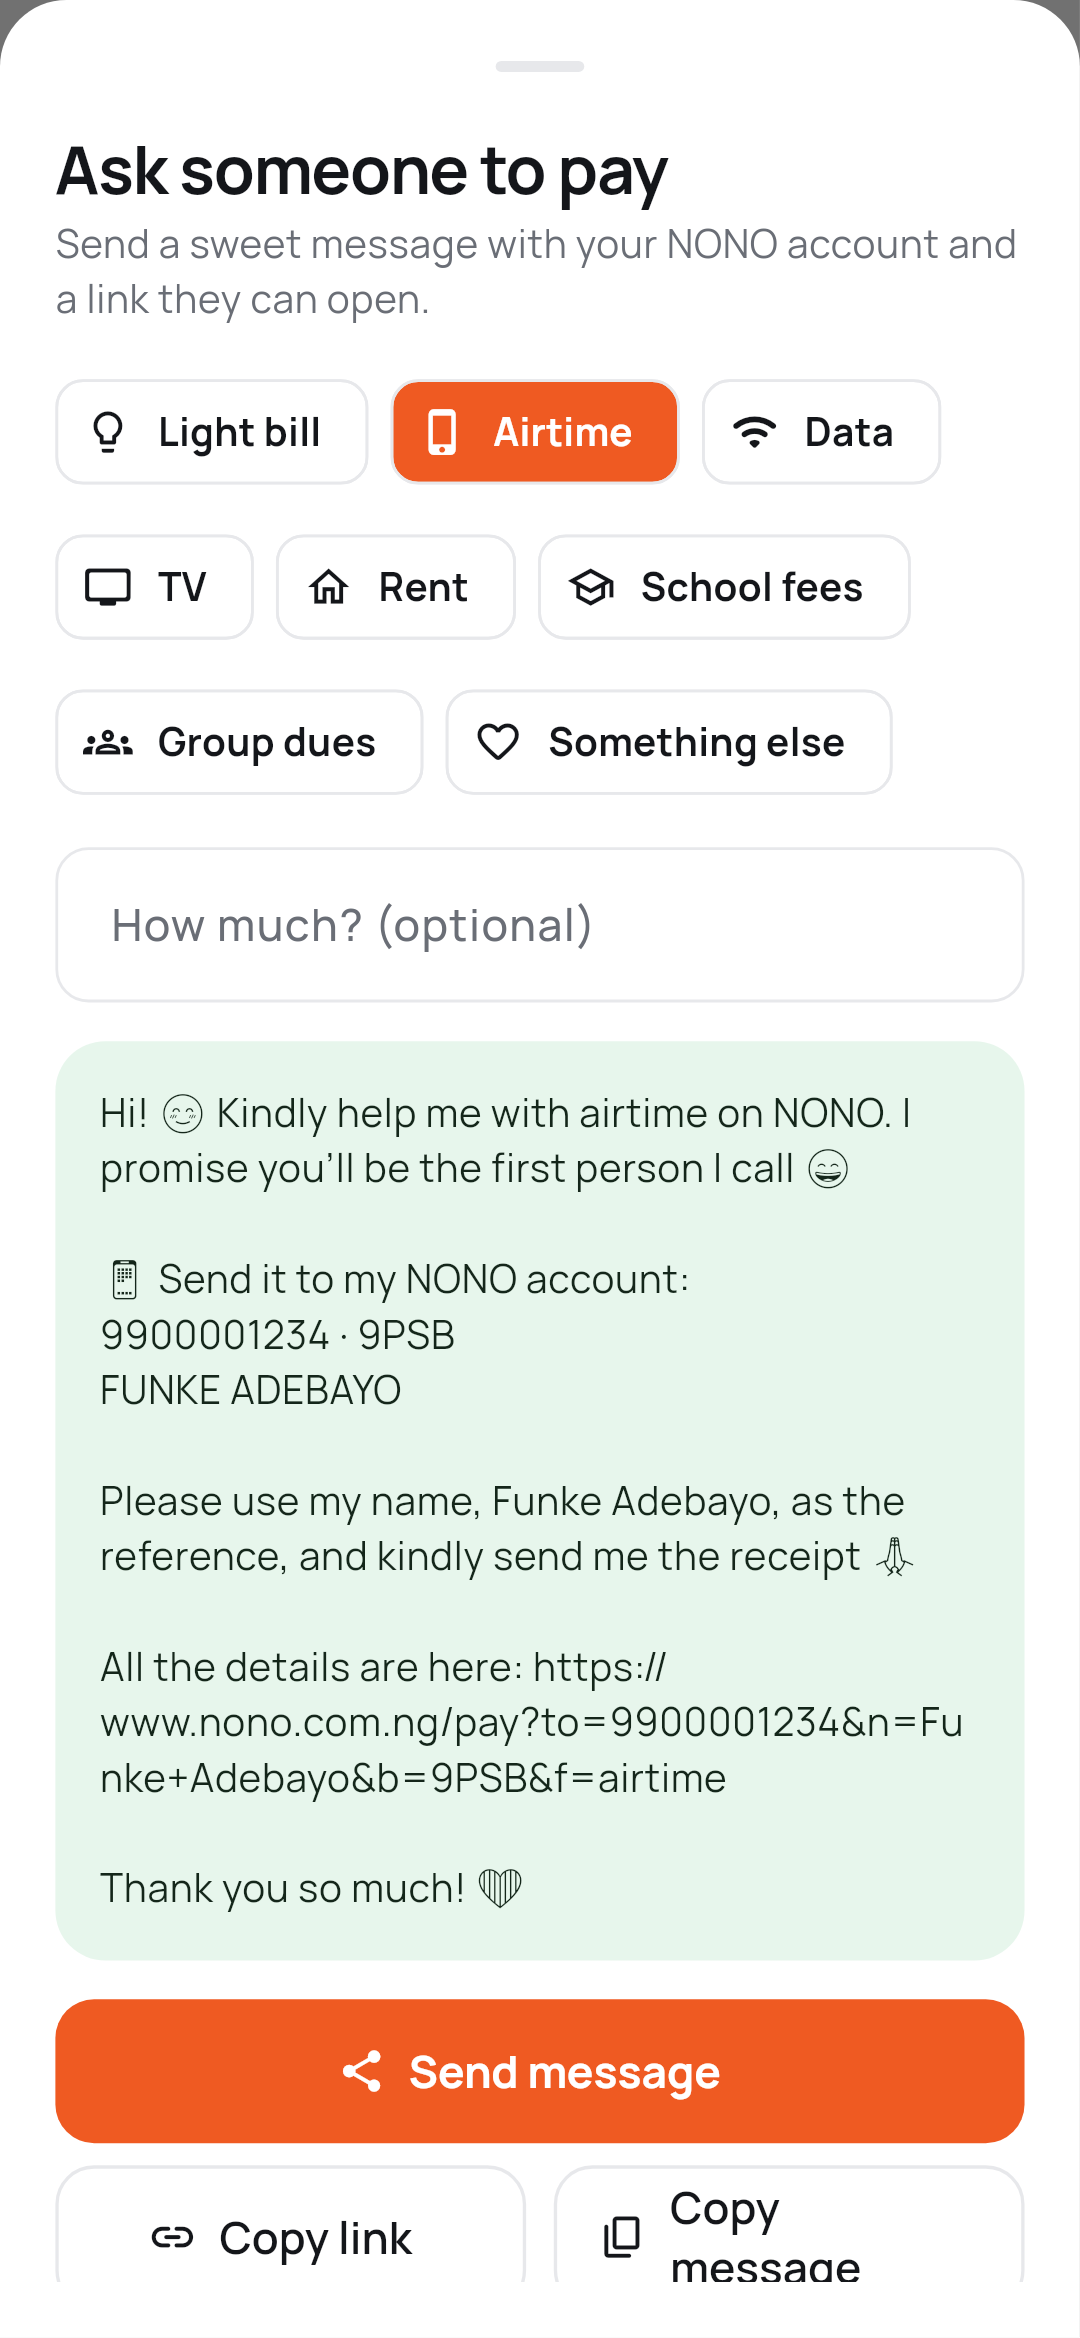 Ask someone to pay
Send a sweet message with your NONO account and
a link they can open.
Light bill
Airtime
Data
TV
Rent
School fees
Group dues
Something else
How much? (optional)
Hi! 😊 Kindly help me with airtime on NONO. I
promise you’ll be the first person I call 😄
📱 Send it to my NONO account:
9900001234 · 9PSB
FUNKE ADEBAYO
Please use my name, Funke Adebayo, as the
reference, and kindly send me the receipt 🙏
All the details are here: https://
www.nono.com.ng/pay?to=9900001234&n=Fu
nke+Adebayo&b=9PSB&f=airtime
Thank you so much! ❤️
Send message
Copy link
Copy
message